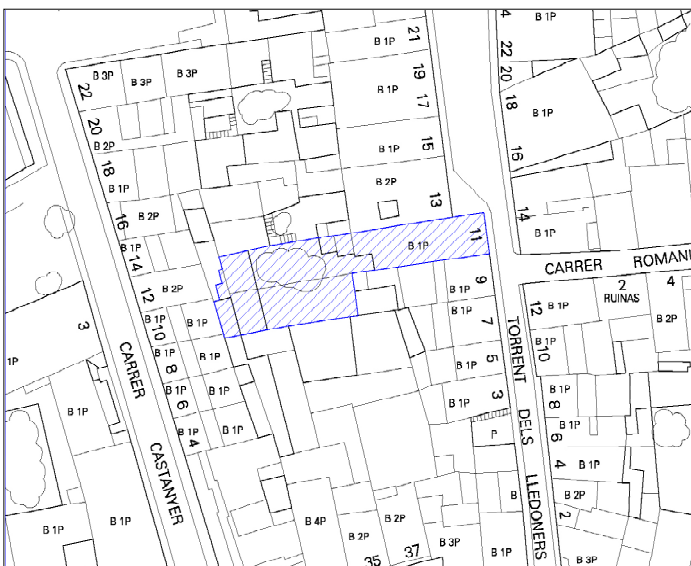 21
B 1P
4
B 1P
22
19
20
B 3P
B 3P
B 3P
22
B 1P
17
18
B 1P
20
15
16
B 2P
B 1P
18
B 2P
B 1P
13
14
16
B 2P
11
B 1P
B 1P
B 1P
14
CARRER ROMANI
12
B 2P
9
B 1P
12
B 1P
2
RUINAS
4
3
B 1P
10
B 1P
7
B 1P
B 2P
10
B 1P
1P
B 1P
8
B 1P
5
B 1P
B 1P
6
B 1P
3
B 1P
8
B 1P
B 1P
B 1P
4
B 1P
6
B 1P
P
4
B 1P
CARRER CASTANYER
TORRENT DELS LLEDONERS
B
B 2P
2
B 1P
B 1P
B 4P
B 2P
B 2P
B 3P
B 1P
B 3P
35
37